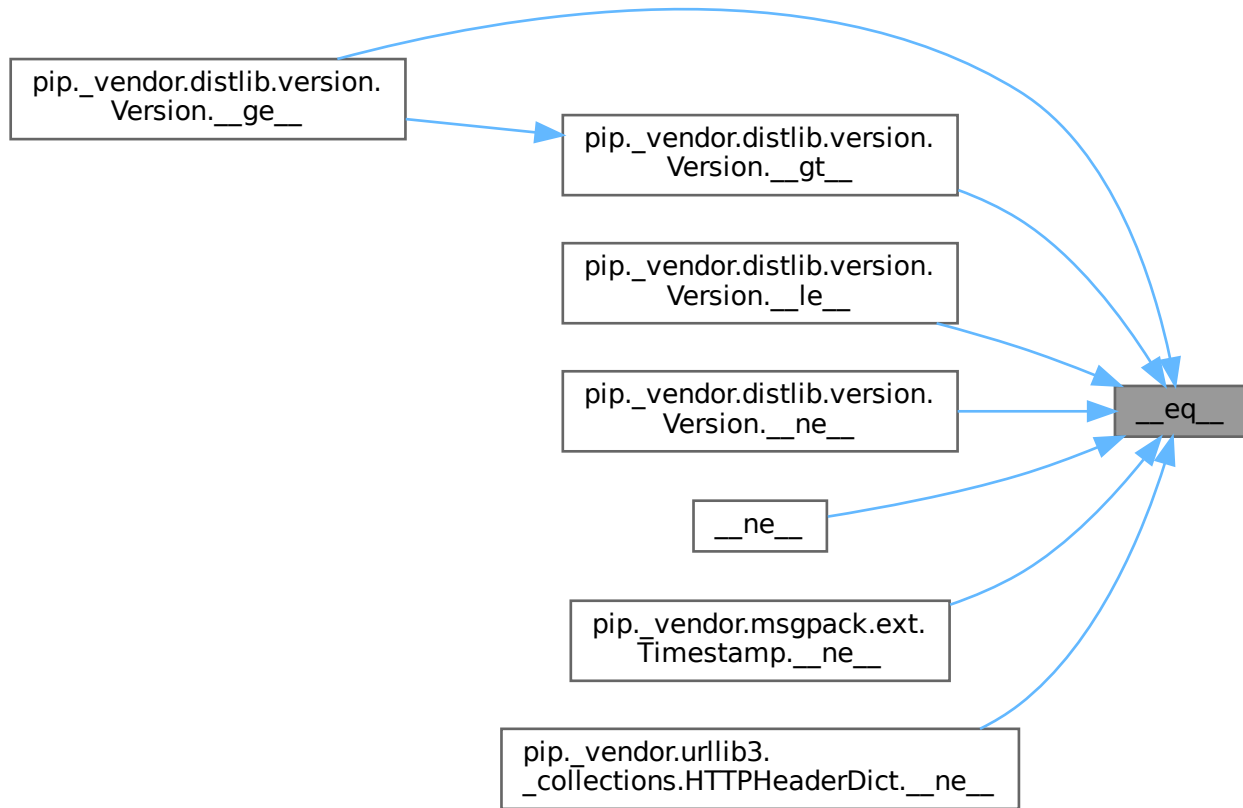 pip._vendor.distlib.version.
Version.__ge__
pip._vendor.distlib.version.
Version.__gt__
pip._vendor.distlib.version.
Version.__le__
pip._vendor.distlib.version.
Version.__ne__
__eq__
__ne__
pip._vendor.msgpack.ext.
Timestamp.__ne__
pip._vendor.urllib3.
_collections.HTTPHeaderDict.__ne__